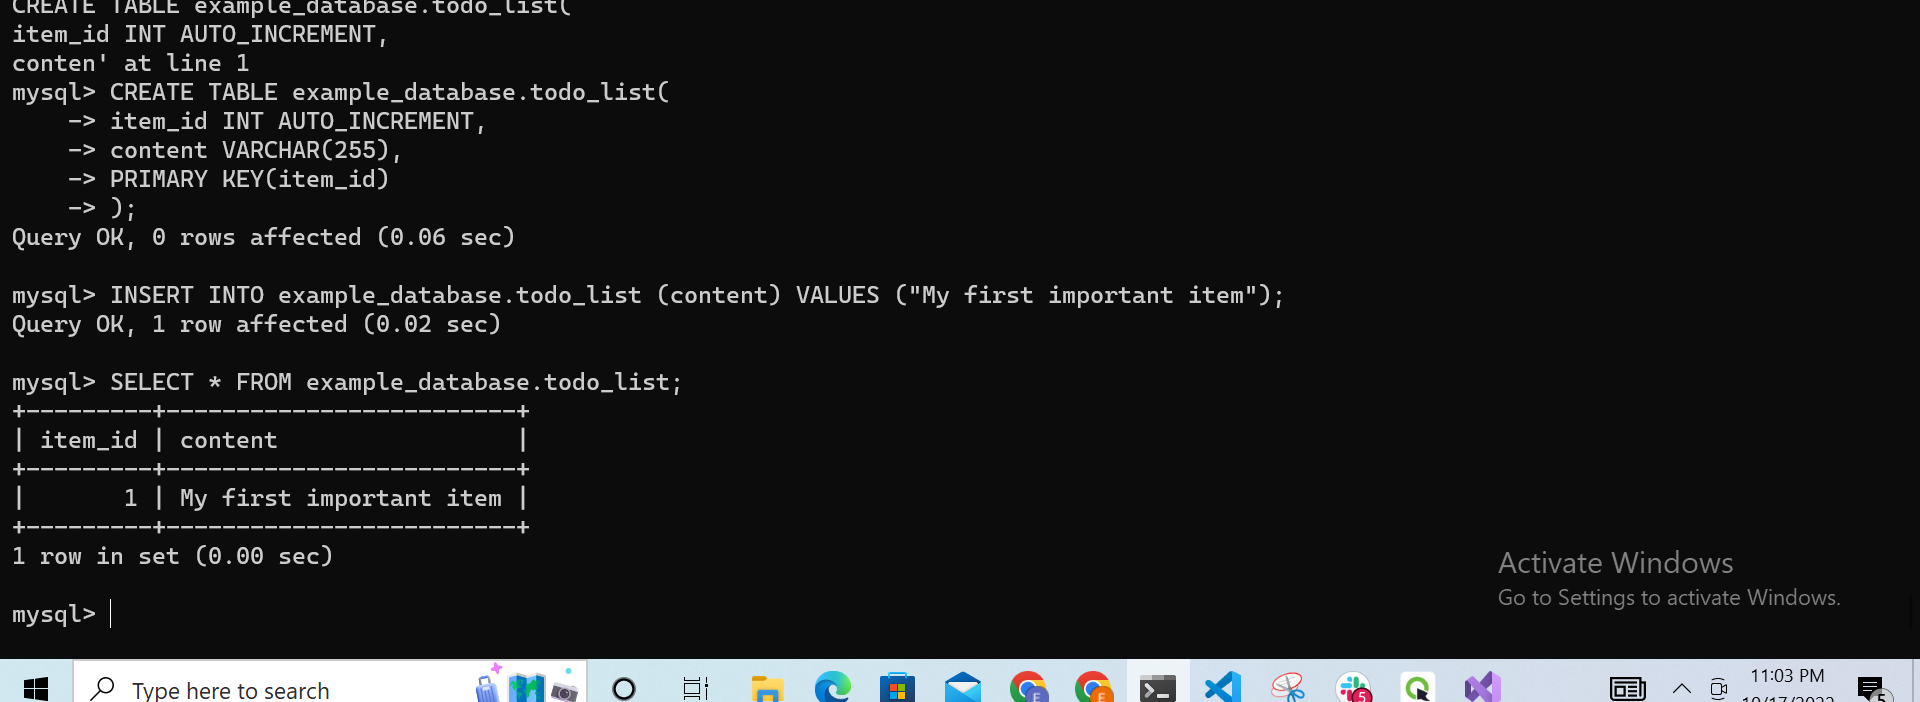 CREATE TABLE example_database.todo_list(
item_id INT AUTO_INCREMENT,
conten' at line 1
mysql> CREATE TABLE example_database.todo_list(
    -> item_id INT AUTO_INCREMENT,
    -> content VARCHAR(255),
    -> PRIMARY KEY(item_id)
    -> );
Query OK, 0 rows affected (0.06 sec)

mysql> INSERT INTO example_database.todo_list (content) VALUES ("My first important item");
Query OK, 1 row affected (0.02 sec)

mysql> SELECT * FROM example_database.todo_list;
+---------+-------------------------+
| item_id | content                 |
+---------+-------------------------+
|       1 | My first important item |
+---------+-------------------------+
1 row in set (0.00 sec)

mysql>
Activate Windows
Go to Settings to activate Windows.
Type here to search
E
E
5
11:03 PM
5